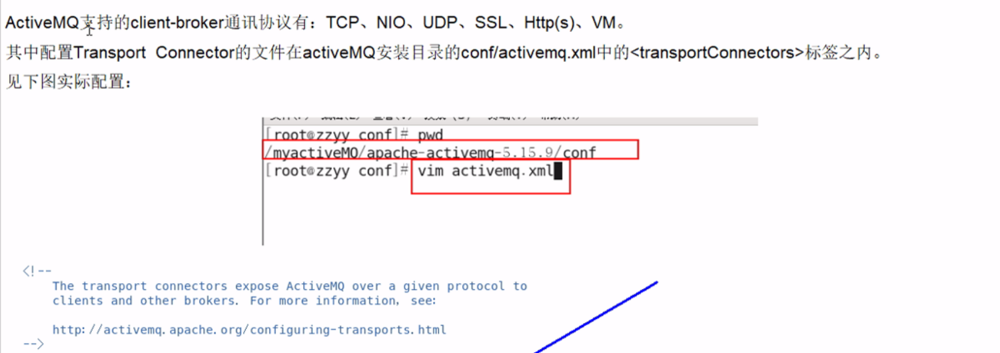 ActiveMQ支持的client-broker通讯协议有：TCP、NIO、UDP、SSL、Http(s)、VM。
其中配置Transport Connector的文件在activeMQ安装目录的conf/activemq.xml中的<transportConnectors>标签之内。
见下图实际配置：
[root@zzyy conf]# pwd
/myactiveMQ/apache-activemq-5.15.9/conf
[root@zzyy conf]# vim activemq.xml
<!--
The transport connectors expose ActiveMQ over a given protocol to
clients and other brokers. For more information, see:
http://activemq.apache.org/configuring-transports.html
-->